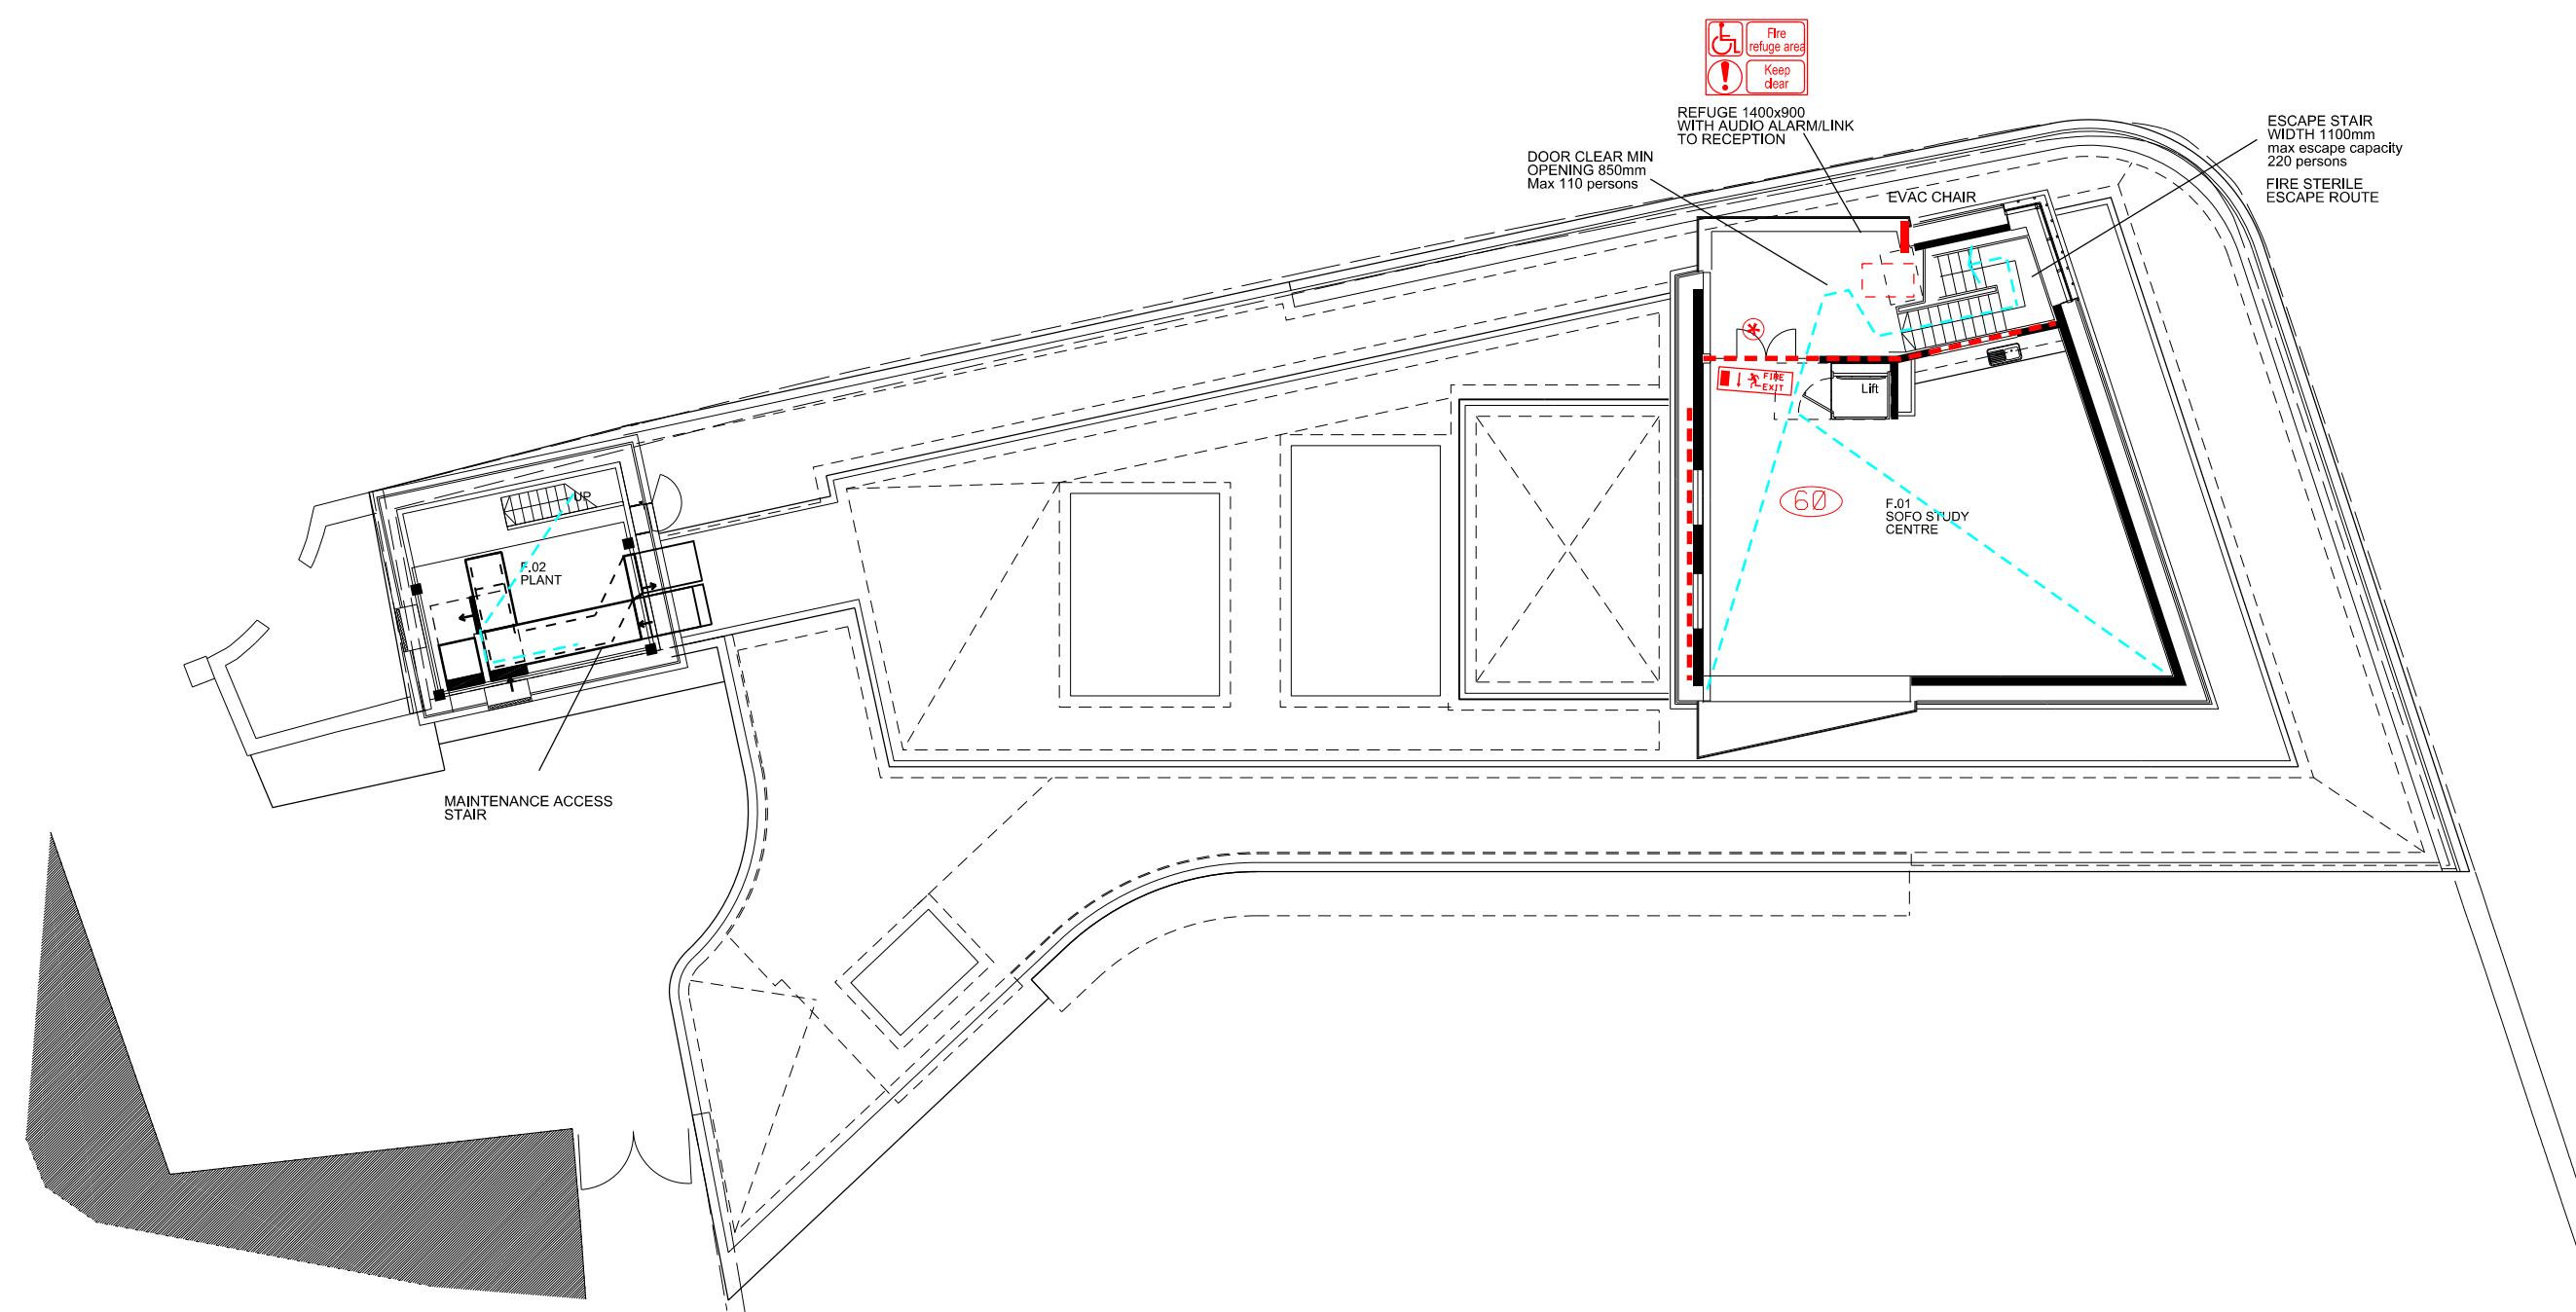 Fire
refuge area
Keep
clear
REFUGE 1400x900
WITH AUDIO ALARM/LINK
TO RECEPTION
DOOR CLEAR MIN
OPENING 850mm
Max 110 persons
ESCAPE STAIR
WIDTH 1100mm
max escape capacity
220 persons
FIRE STERILE
ESCAPE ROUTE
EVAC CHAIR
FIRE
EXIT
Lift
60
F.01
SOFO STUDY
CENTRE
UP
F.02
PLANT
MAINTENANCE ACCESS
STAIR